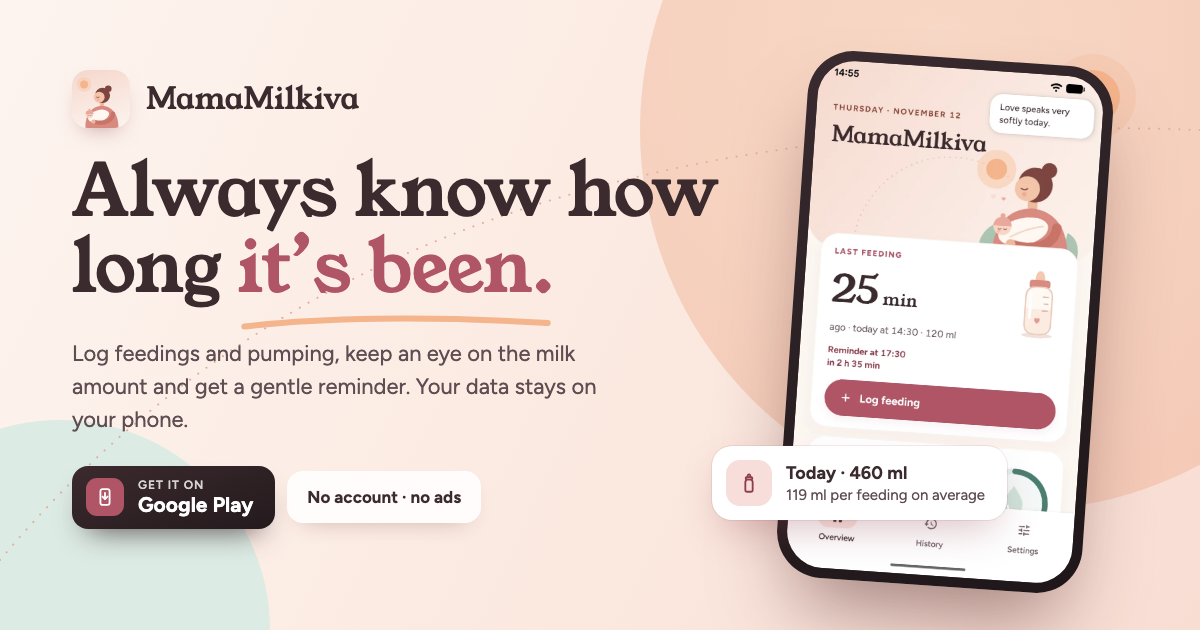 MamaMilkiva
Always know how
long it's been.
Log feedings and pumping, keep an eye on the milk
amount and get a gentle reminder. Your data stays on
your phone.
GET IT ON
Google Play
No account · no ads
14:55
THURSDAY · NOVEMBER 12
MamaMilkiva
Love speaks very
softly today.
LAST FEEDING
25 min
ago · today at 14:30 · 120 ml
Reminder at 17:30
in 2 h 35 min
+ Log feeding
Today · 460 ml
119 ml per feeding on average
Overview
History
Settings